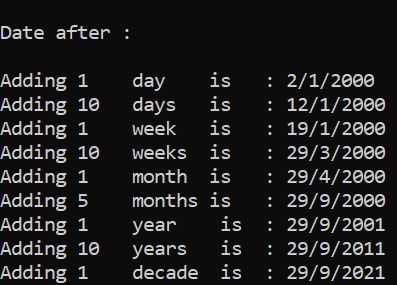 Date after :
Adding 1    day    is   : 2/1/2000
Adding 10   days   is   : 12/1/2000
Adding 1    week   is   : 19/1/2000
Adding 10   weeks  is   : 29/3/2000
Adding 1    month  is   : 29/4/2000
Adding 5    months is   : 29/9/2000
Adding 1    year    is  : 29/9/2001
Adding 10   years   is  : 29/9/2011
Adding 1    decade  is  : 29/9/2021